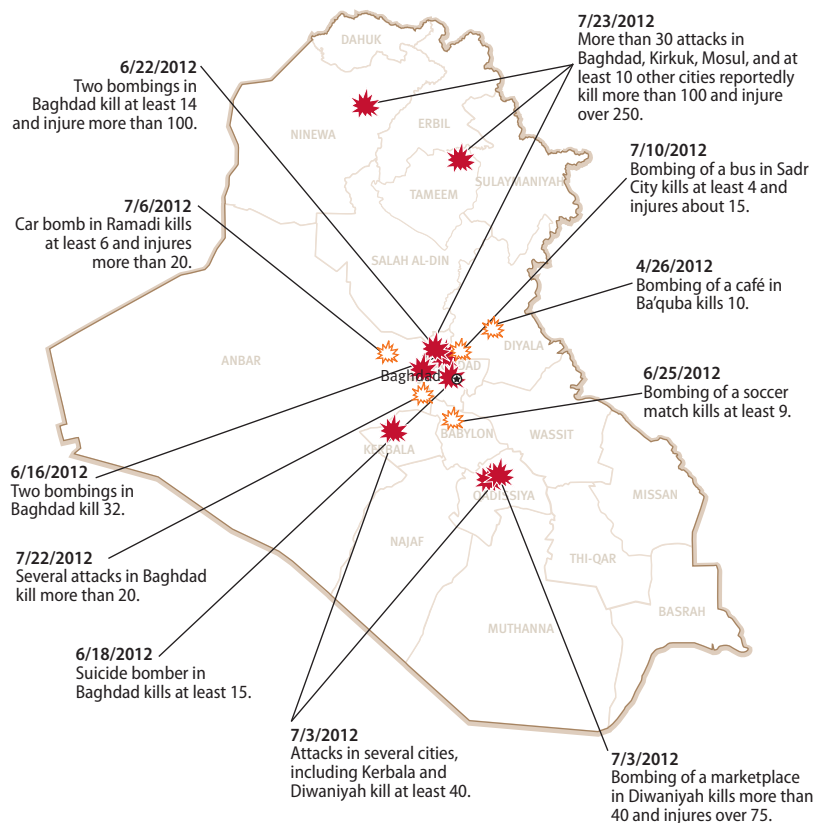 7/23/2012
More than 30 attacks in
Baghdad, Kirkuk, Mosul, and at
least 10 other cities reportedly
kill more than 100 and injure
over 250.
6/22/2012
Two bombings in
Baghdad kill at least 14
and injure more than 100.
7/10/2012
Bombing of a bus in Sadr
City kills at least 4 and
injures about 15.
7/6/2012
Car bomb in Ramadi kills
at least 6 and injures
more than 20.
4/26/2012
Bombing of a café in
Ba'quba kills 10.
6/25/2012
Bombing of a soccer
match kills at least 9.
DAHUK
NINEWA
ERBIL
TAMEEM
SULAYMANIYAH
SALAH AL-DIN
ANBAR
DIYALA
Baghdad
KERBALA
BABYLON
WASSIT
QADISSIYA
MISSAN
NAJAF
THI-QAR
BASRAH
MUTHANNA
6/16/2012
Two bombings in
Baghdad kill 32.
7/22/2012
Several attacks in Baghdad
kill more than 20.
6/18/2012
Suicide bomber in
Baghdad kills at least 15.
7/3/2012
Attacks in several cities,
including Kerbala and
Diwaniyah kill at least 40.
7/3/2012
Bombing of a marketplace
in Diwaniyah kills more than
40 and injures over 75.